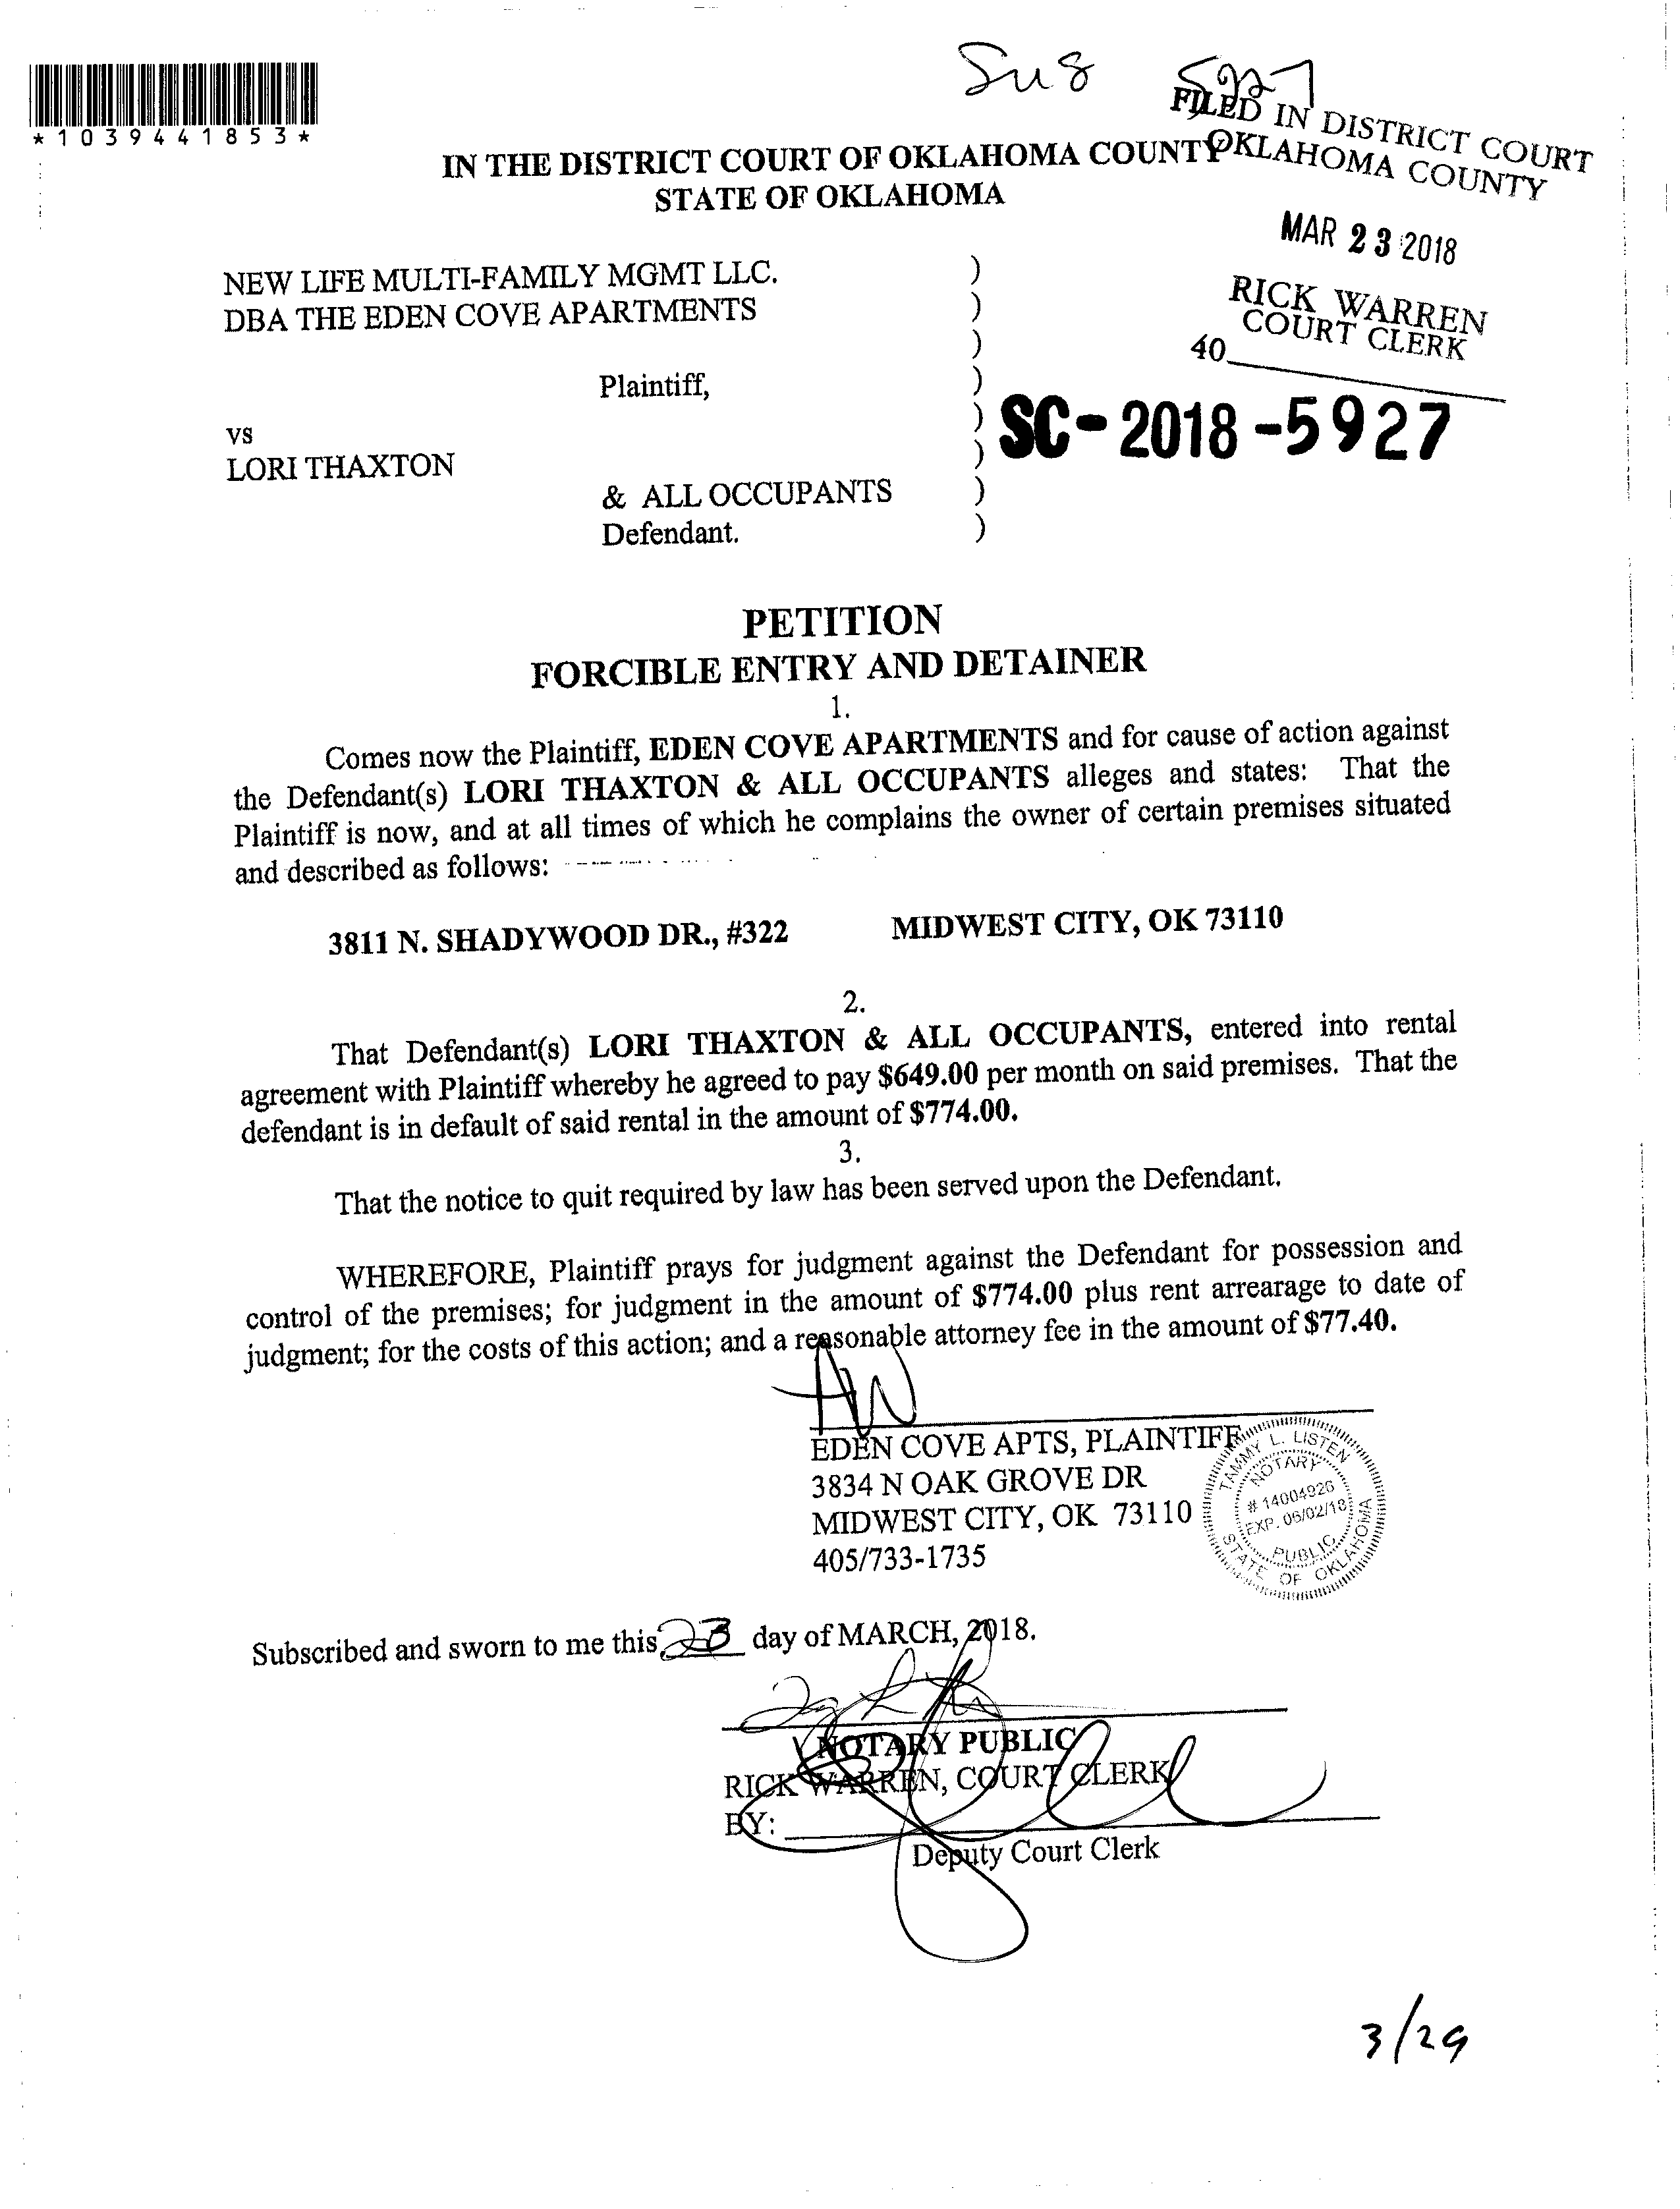 Sus 5927
*1039441853*
FILED IN DISTRICT COURT
OKLAHOMA COUNTY
IN THE DISTRICT COURT OF OKLAHOMA COUNTY
STATE OF OKLAHOMA
MAR 23 2018
RICK WARREN
COURT CLERK
40
NEW LIFE MULTI-FAMILY MGMT LLC. )
DBA THE EDEN COVE APARTMENTS )
)
Plaintiff, )
SC-2018-5927
vs )
LORI THAXTON )
& ALL OCCUPANTS )
Defendant. )
PETITION
FORCIBLE ENTRY AND DETAINER
1.
Comes now the Plaintiff, EDEN COVE APARTMENTS and for cause of action against
the Defendant(s) LORI THAXTON & ALL OCCUPANTS alleges and states: That the
Plaintiff is now, and at all times of which he complains the owner of certain premises situated
and described as follows:
3811 N. SHADYWOOD DR., #322 MIDWEST CITY, OK 73110
2.
That Defendant(s) LORI THAXTON & ALL OCCUPANTS, entered into rental
agreement with Plaintiff whereby he agreed to pay $649.00 per month on said premises. That the
defendant is in default of said rental in the amount of $774.00.
3.
That the notice to quit required by law has been served upon the Defendant.
WHEREFORE, Plaintiff prays for judgment against the Defendant for possession and
control of the premises; for judgment in the amount of $774.00 plus rent arrearage to date of
judgment; for the costs of this action; and a reasonable attorney fee in the amount of $77.40.
AW
EDEN COVE APTS, PLAINTIFF
3834 N OAK GROVE DR
MIDWEST CITY, OK 73110
405/733-1735
TAMMY L. LISTEN
NOTARY
# 14004926
EXP. 06/02/18
PUBLIC
STATE OF OKLAHOMA
Subscribed and sworn to me this 23 day of MARCH, 2018.
NOTARY PUBLIC
RICK WARREN, COURT CLERK
BY:
Deputy Court Clerk
3/29